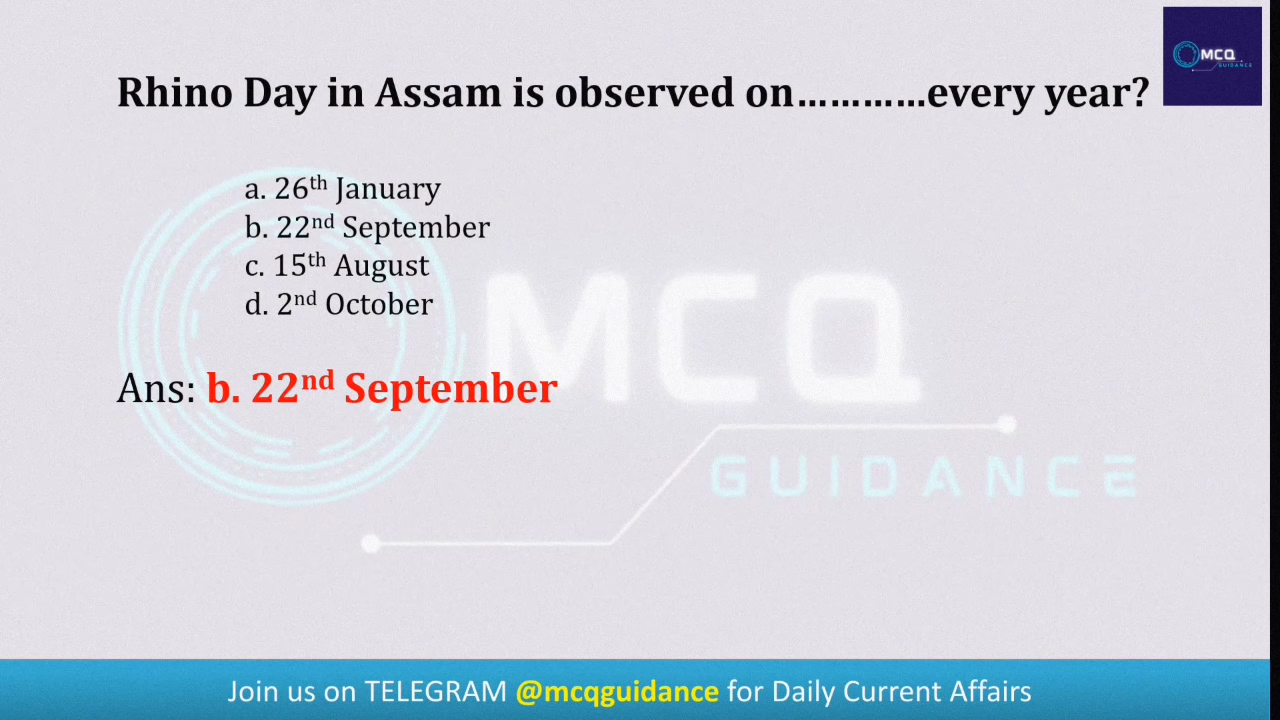 MCQ
GUIDANCE
Rhino Day in Assam is observed on…………every year?
a. 26th January
b. 22nd September
c. 15th August
d. 2nd October
Ans: b. 22nd September
MCQ
GUIDANCE
Join us on TELEGRAM @mcqguidance for Daily Current Affairs